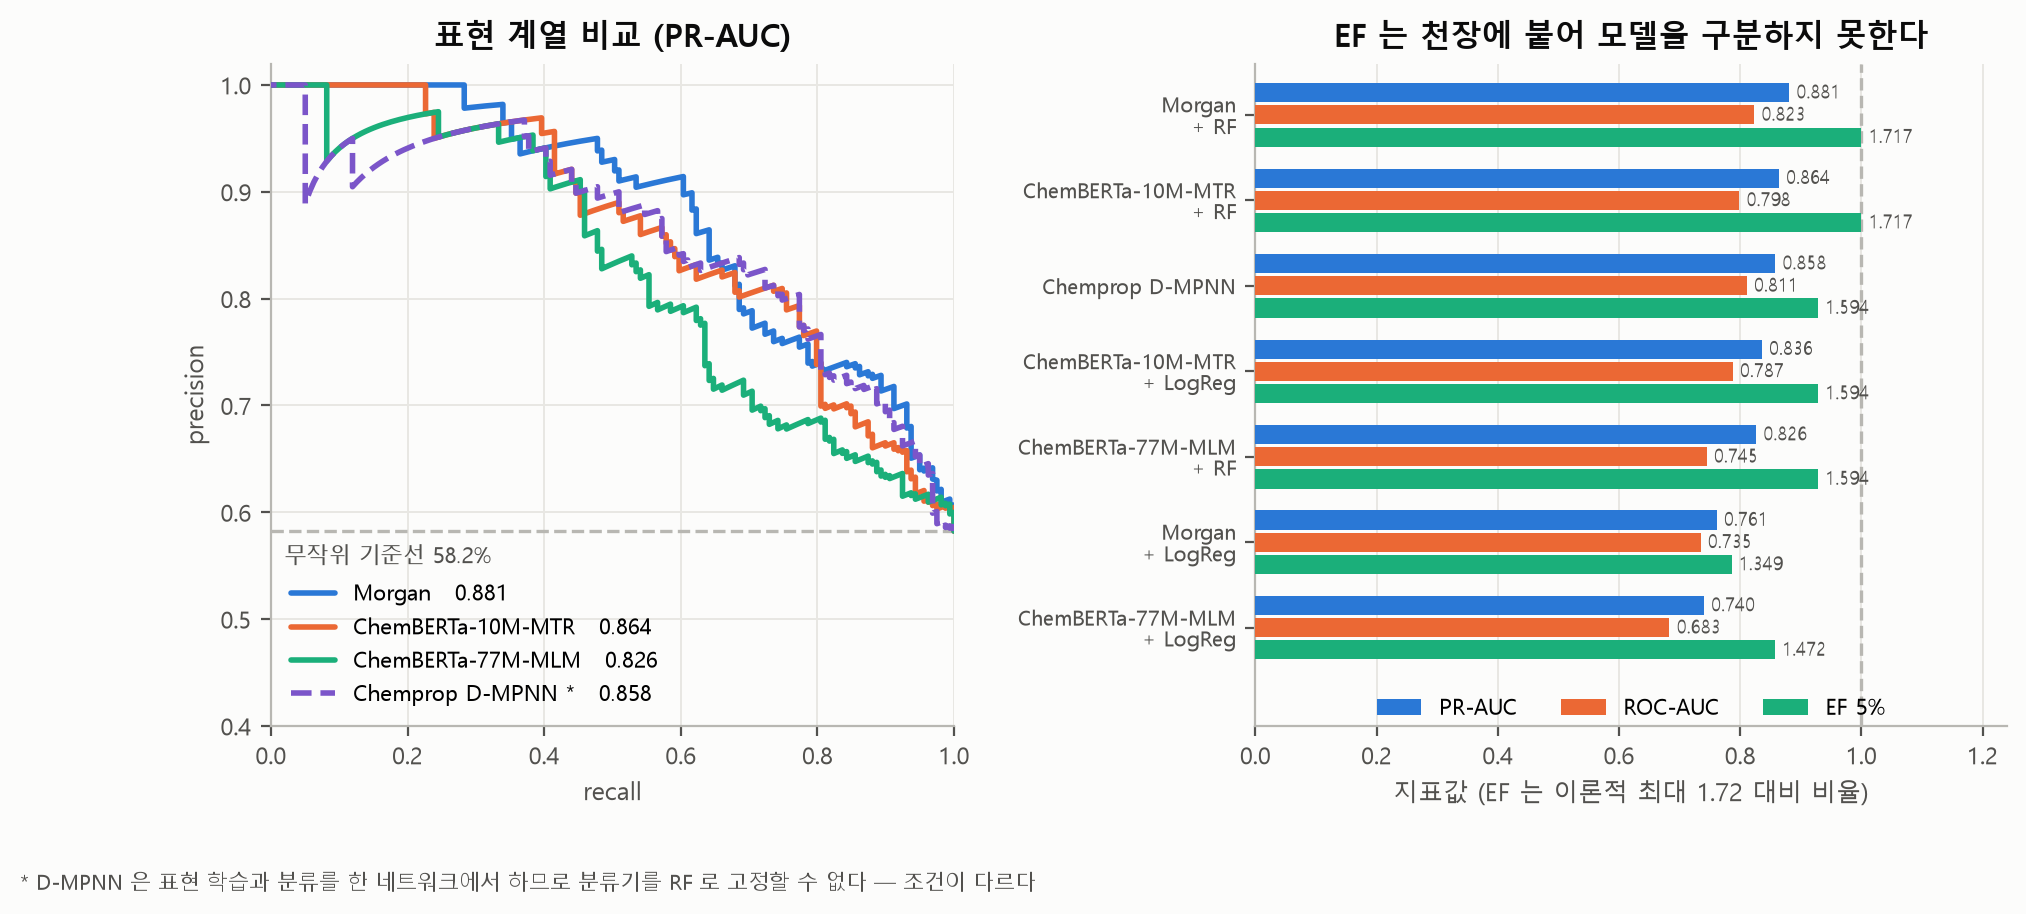 표현 계열 비교 (PR-AUC)
precision
1.0
0.9
0.8
0.7
0.6
0.5
0.4
무작위 기준선 58.2%
Morgan 0.881
ChemBERTa-10M-MTR 0.864
ChemBERTa-77M-MLM 0.826
Chemprop D-MPNN * 0.858
0.0 0.2 0.4 0.6 0.8 1.0
recall
EF 는 천장에 붙어 모델을 구분하지 못한다
Morgan
+ RF
0.881
0.823
1.717
ChemBERTa-10M-MTR
+ RF
0.864
0.798
1.717
Chemprop D-MPNN
0.858
0.811
1.594
ChemBERTa-10M-MTR
+ LogReg
0.836
0.787
1.594
ChemBERTa-77M-MLM
+ RF
0.826
0.745
1.594
Morgan
+ LogReg
0.761
0.735
1.349
ChemBERTa-77M-MLM
+ LogReg
0.740
0.683
1.472
PR-AUC ROC-AUC EF 5%
0.0 0.2 0.4 0.6 0.8 1.0 1.2
지표값 (EF 는 이론적 최대 1.72 대비 비율)
* D-MPNN 은 표현 학습과 분류를 한 네트워크에서 하므로 분류기를 RF 로 고정할 수 없다 — 조건이 다르다